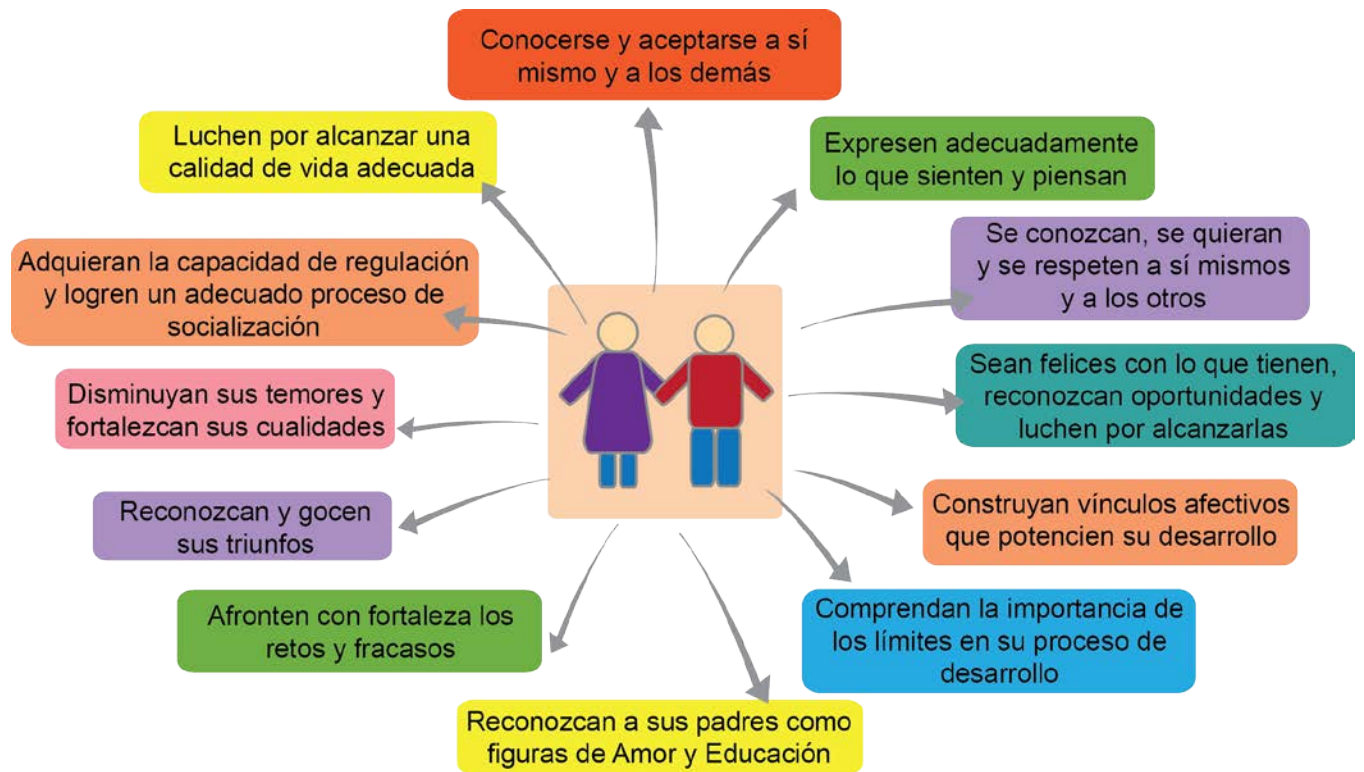 Conocerse y aceptarse a sí
mismo y a los demás
Luchen por alcanzar una
calidad de vida adecuada
Expresen adecuadamente
lo que sienten y piensan
Se conozcan, se quieran
y se respeten a sí mismos
y a los otros
Adquieran la capacidad de regulación
y logren un adecuado proceso de
socialización
Sean felices con lo que tienen,
reconozcan oportunidades y
luchen por alcanzarlas
Disminuyan sus temores y
fortalezcan sus cualidades
Construyan vínculos afectivos
que potencien su desarrollo
Reconozcan y gocen
sus triunfos
Comprendan la importancia de
los límites en su proceso de
desarrollo
Afronten con fortaleza los
retos y fracasos
Reconozcan a sus padres como
figuras de Amor y Educación